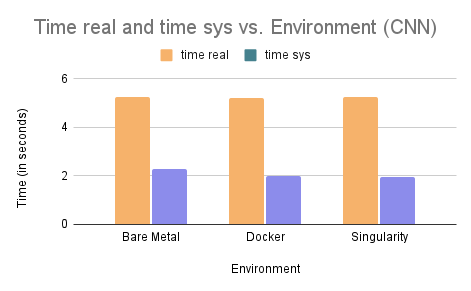 Time real and time sys vs. Environment (CNN)
time real
time sys
6
4
2
0
Time (in seconds)
Bare Metal
Docker
Singularity
Environment